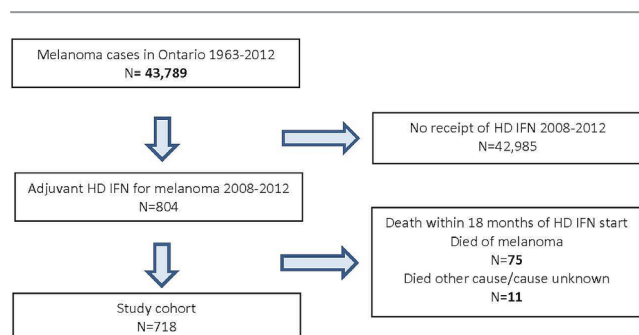 Melanoma cases in Ontario 1963-2012
N= 43,789
No receipt of HD IFN 2008-2012
N=42,985
Adjuvant HD IFN for melanoma 2008-2012
N=804
Death within 18 months of HD IFN start
Died of melanoma
N=75
Died other cause/cause unknown
N=11
Study cohort
N=718